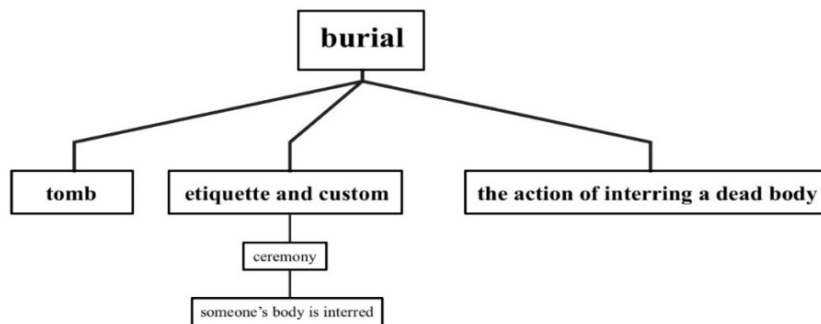 burial
tomb
etiquette and custom
the action of interring a dead body
ceremony
someone’s body is interred